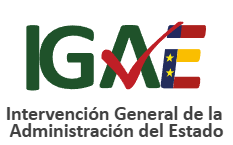 IGAE
Intervención General de la
Administración del Estado